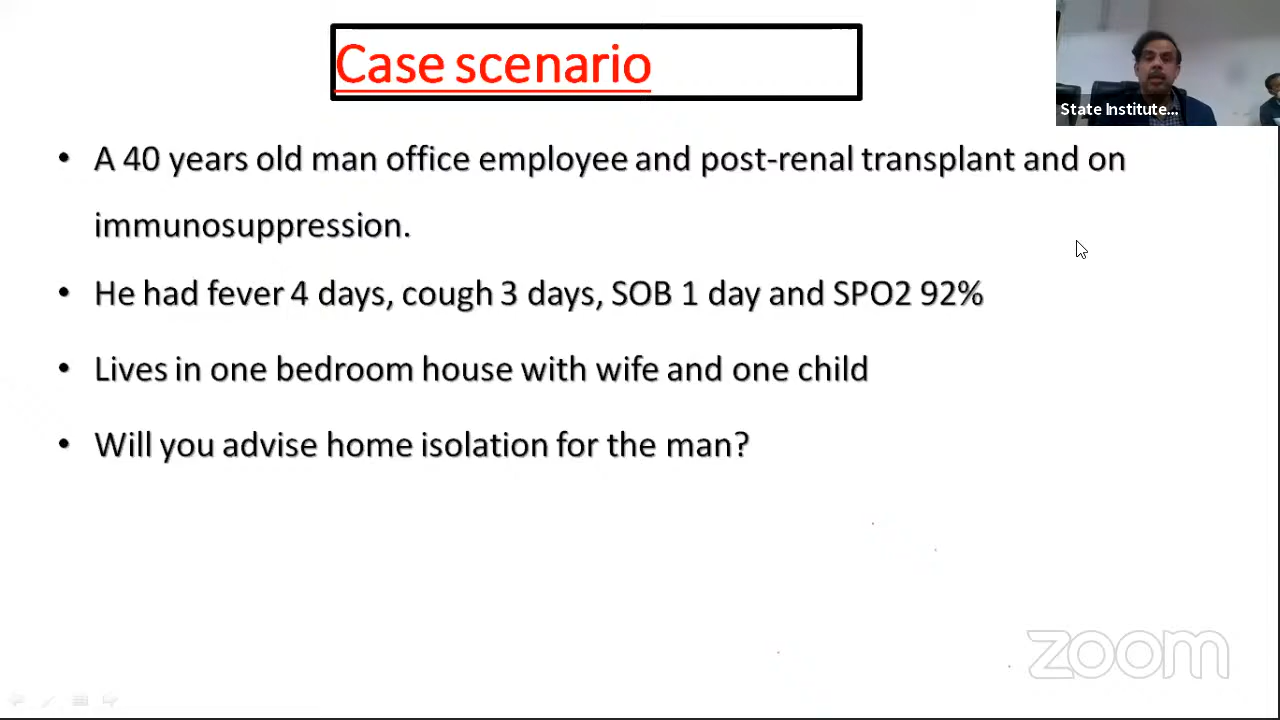 Case scenario
State Institute...
• A 40 years old man office employee and post-renal transplant and on
immunosuppression.
• He had fever 4 days, cough 3 days, SOB 1 day and SPO2 92%
• Lives in one bedroom house with wife and one child
• Will you advise home isolation for the man?
zoom